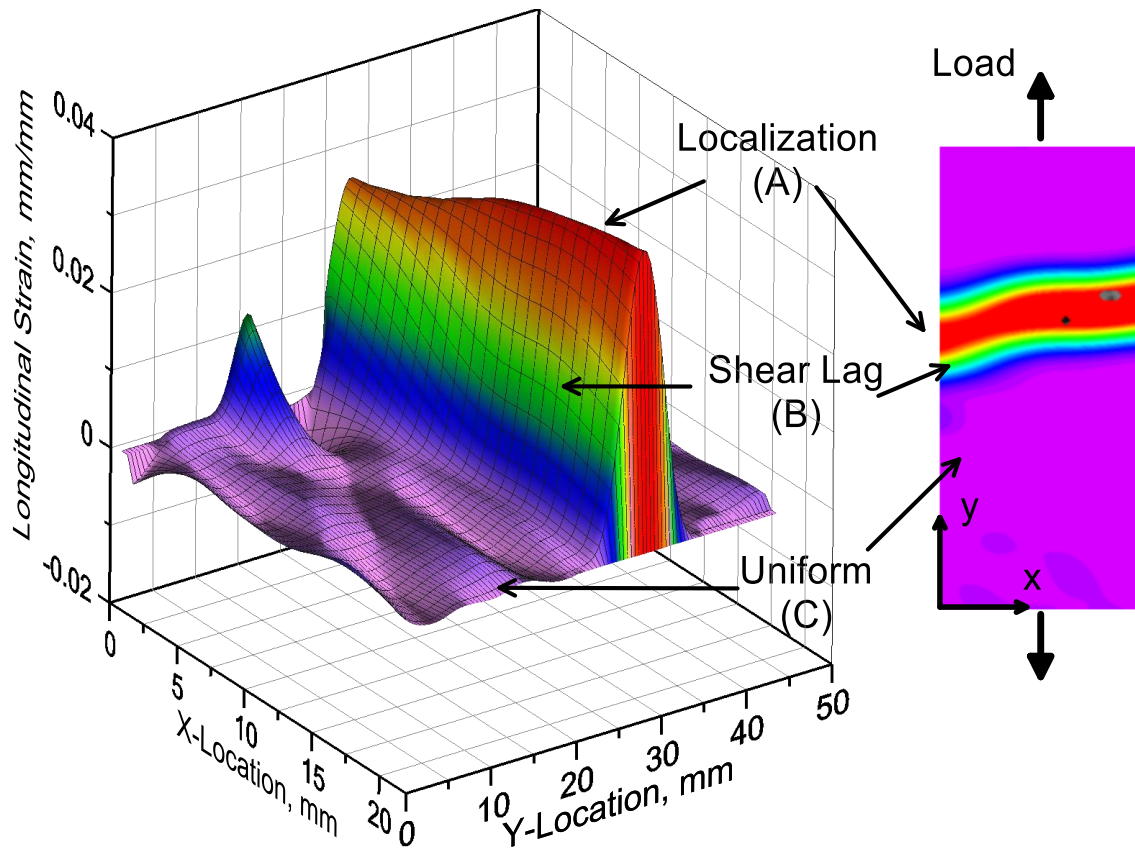 Longitudinal Strain, mm/mm
0.04
0.02
0
-0.02
0
5
10
15
20
X-Location, mm
0
10
20
30
40
50
Y-Location, mm
Localization
(A)
Shear Lag
(B)
Uniform
(C)
Load
y
x